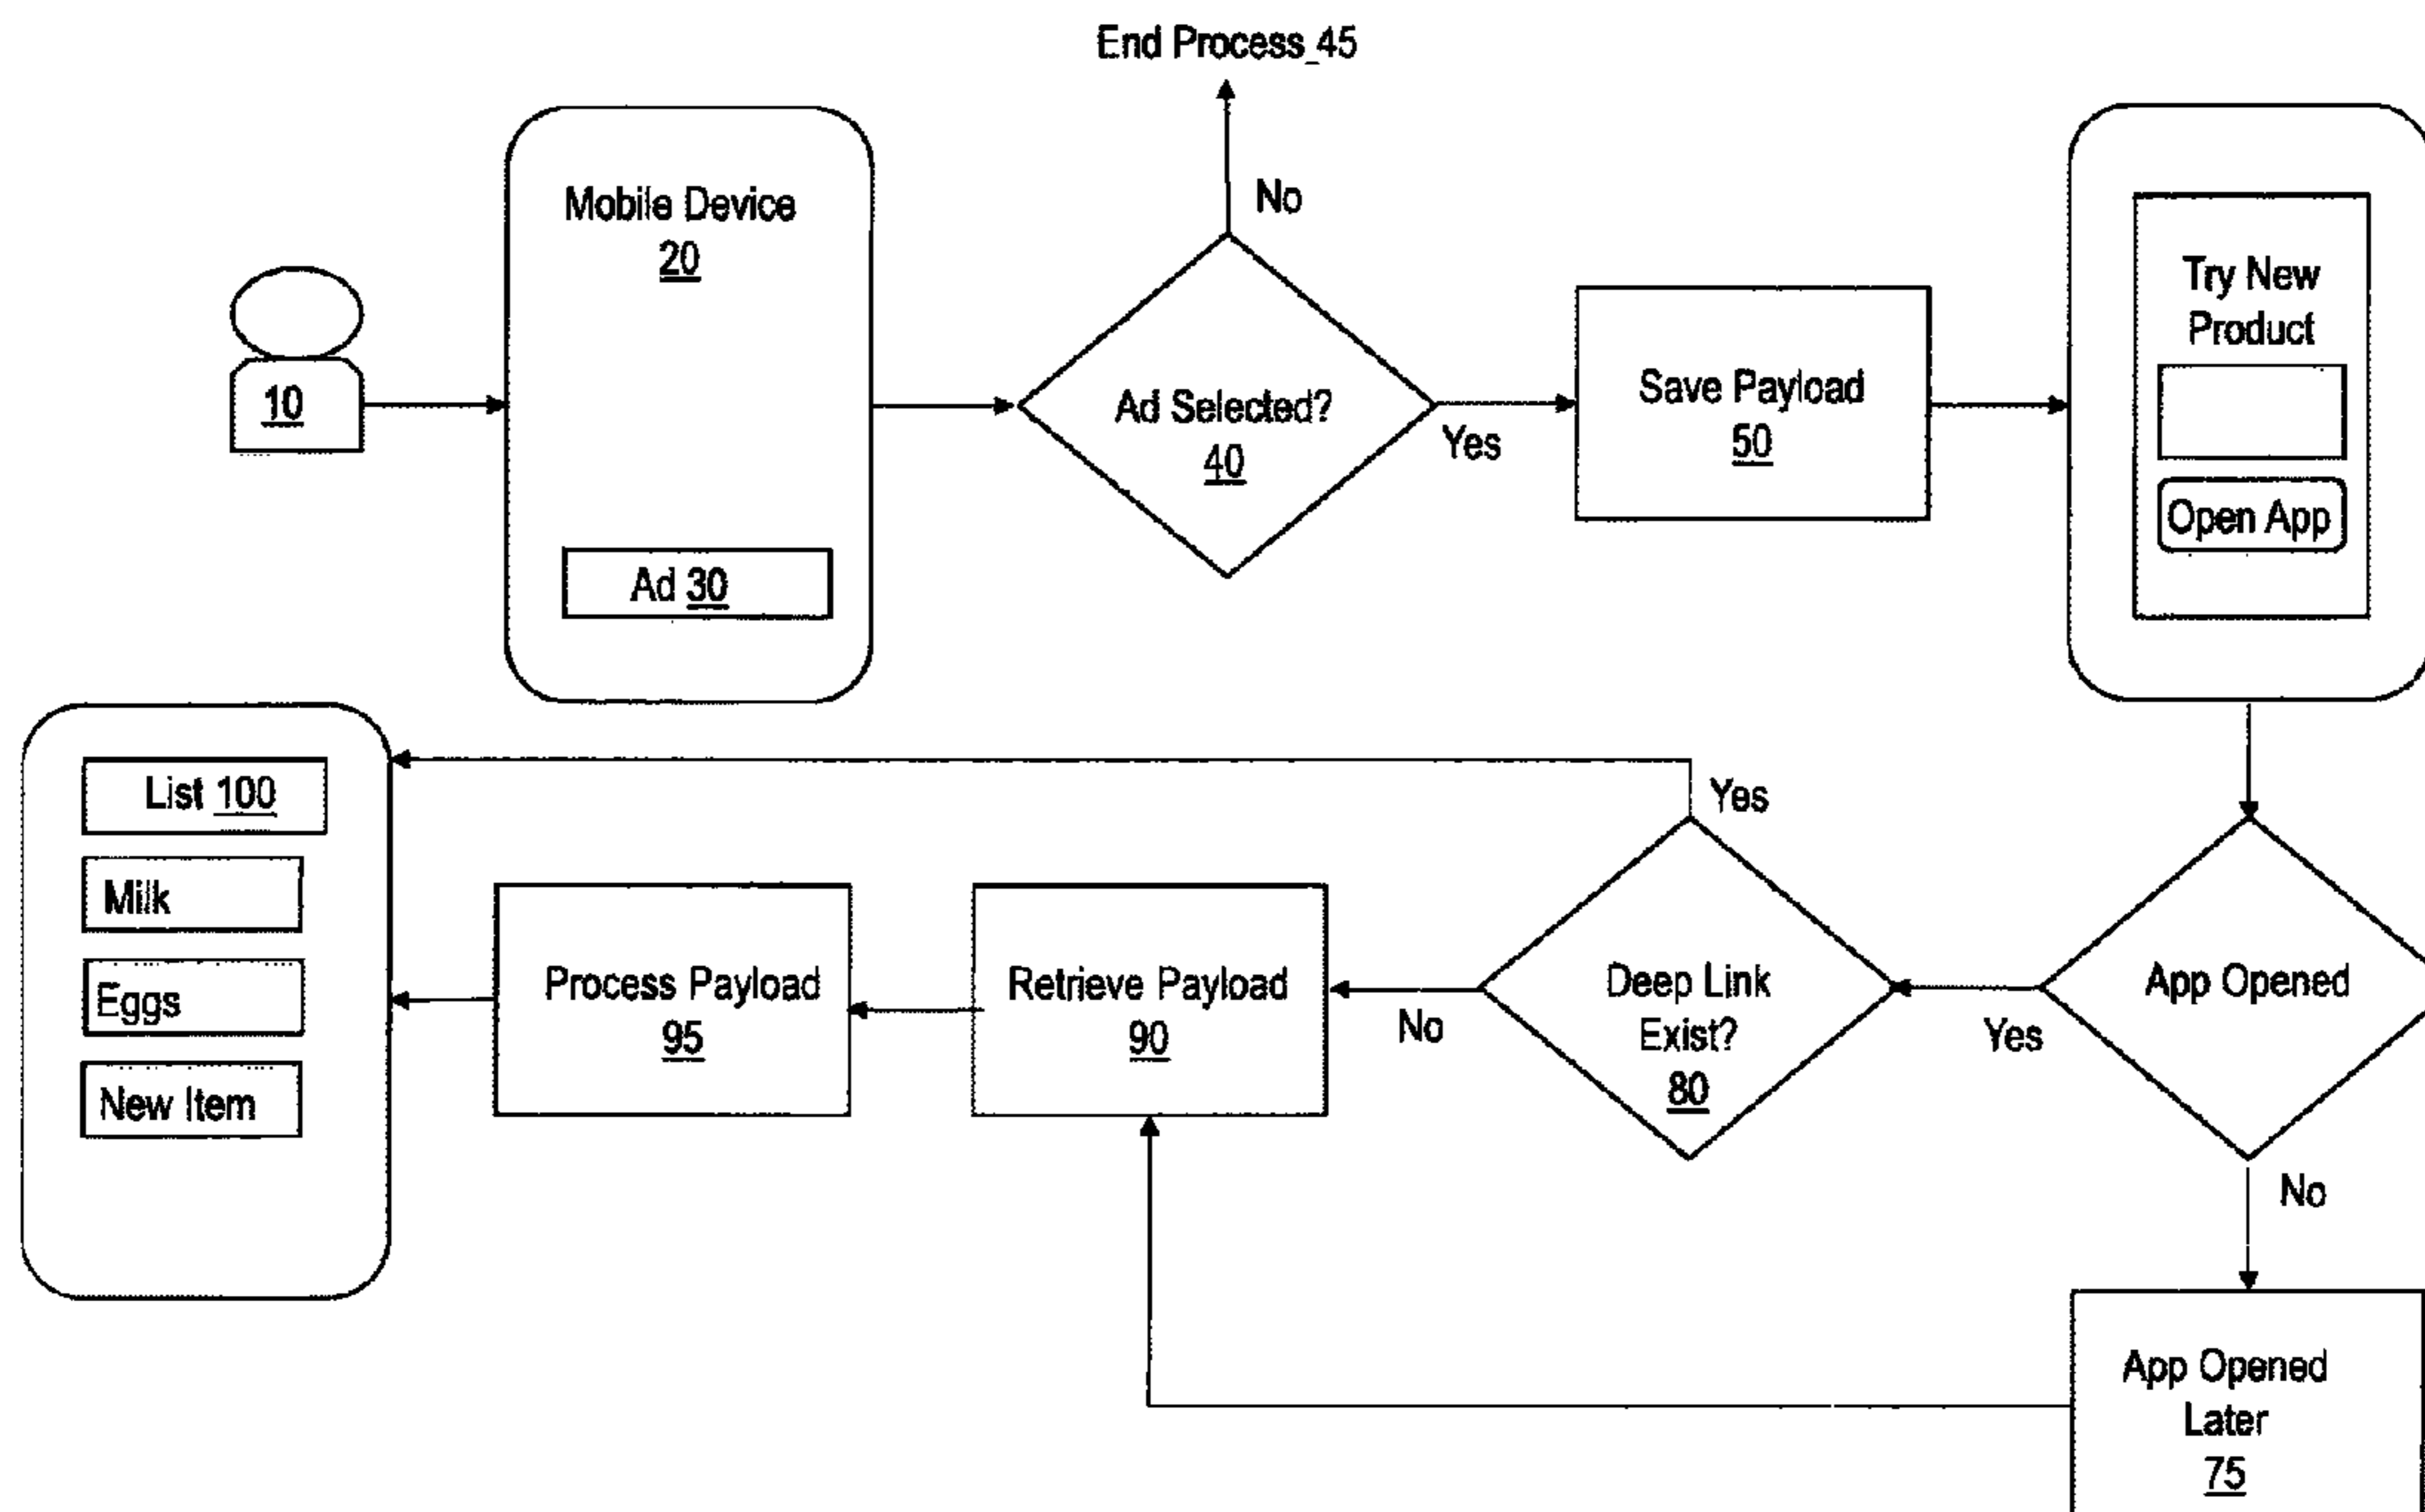 End Process 45
No
Mobile Device
20
Ad 30
10
Ad Selected?
40
Yes
Save Payload
50
Try New
Product
Open App
List 100
Milk
Eggs
New Item
Process Payload
95
Retrieve Payload
90
No
Deep Link
Exist?
80
Yes
Yes
App Opened
No
App Opened
Later
75